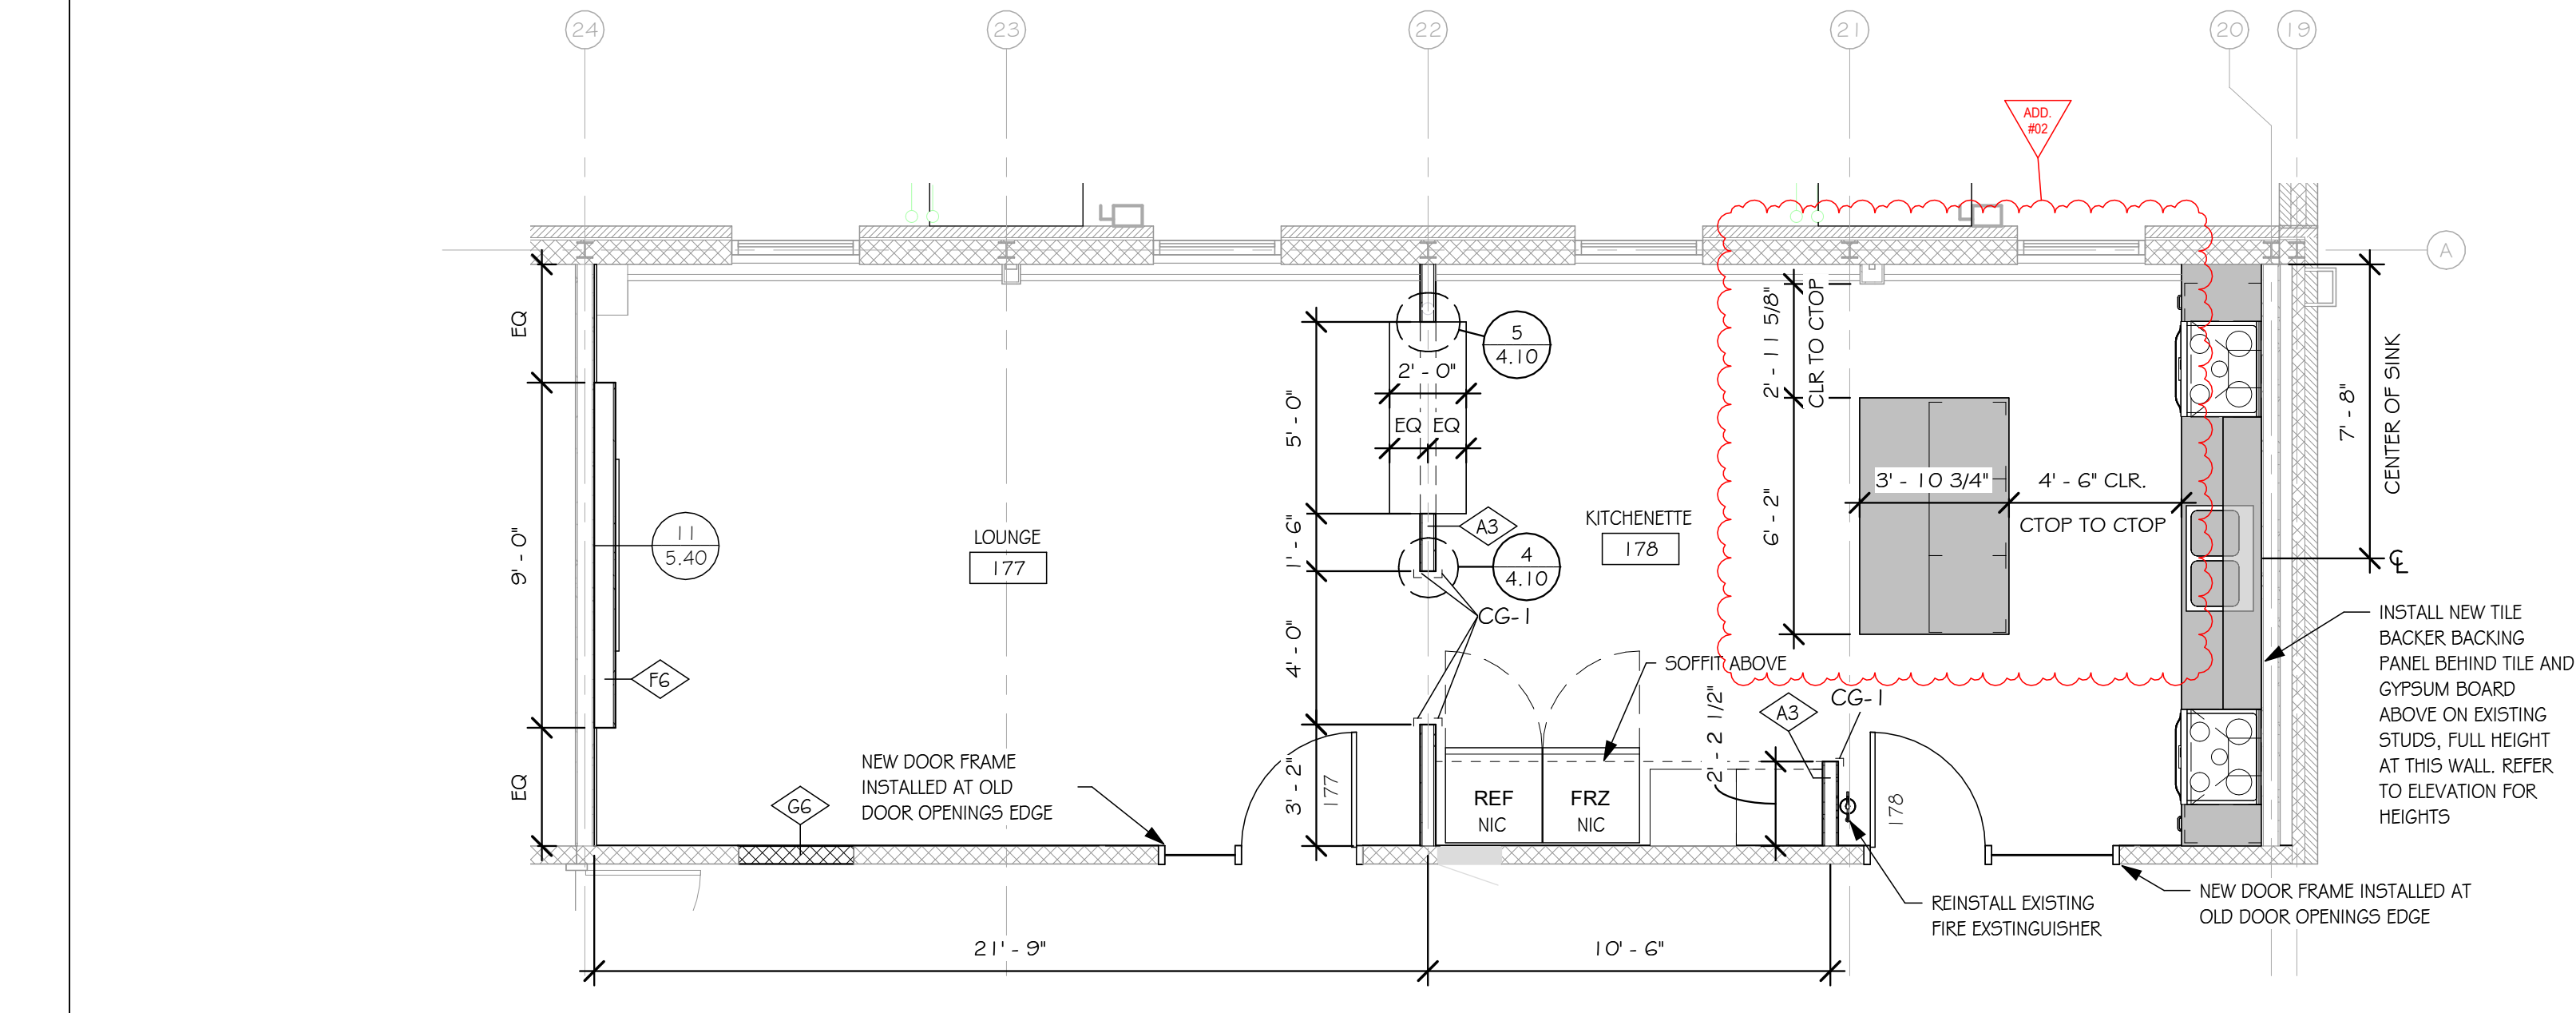 24
23
22
21
20
19
ADD.
#02
A
EQ
9' - 0"
EQ
11
5.40
F6
G6
LOUNGE
177
NEW DOOR FRAME
INSTALLED AT OLD
DOOR OPENINGS EDGE
21' - 9"
5' - 0"
1' - 6"
4' - 0"
3' - 2"
177
5
4.10
2' - 0"
EQ
EQ
A3
4
4.10
CG-1
KITCHENETTE
178
SOFFIT ABOVE
REF
NIC
FRZ
NIC
2' - 2 1/2"
A3
CG-1
178
10' - 6"
2' - 11 5/8"
CLR TO CTOP
6' - 2"
3' - 10 3/4"
4' - 6" CLR.
CTOP TO CTOP
7' - 8"
CENTER OF SINK
℄
INSTALL NEW TILE
BACKER BACKING
PANEL BEHIND TILE AND
GYPSUM BOARD
ABOVE ON EXISTING
STUDS, FULL HEIGHT
AT THIS WALL. REFER
TO ELEVATION FOR
HEIGHTS
REINSTALL EXISTING
FIRE EXSTINGUISHER
NEW DOOR FRAME INSTALLED AT
OLD DOOR OPENINGS EDGE